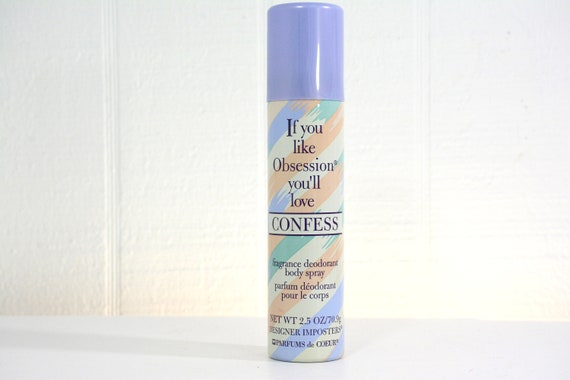 If you
like
Obsession®
you'll
love
CONFESS
fragrance deodorant
body spray
parfum déodorant
pour le corps
NET WT 2.5 OZ/70.9g
DESIGNER IMPOSTERS®
PARFUMS de COEUR®